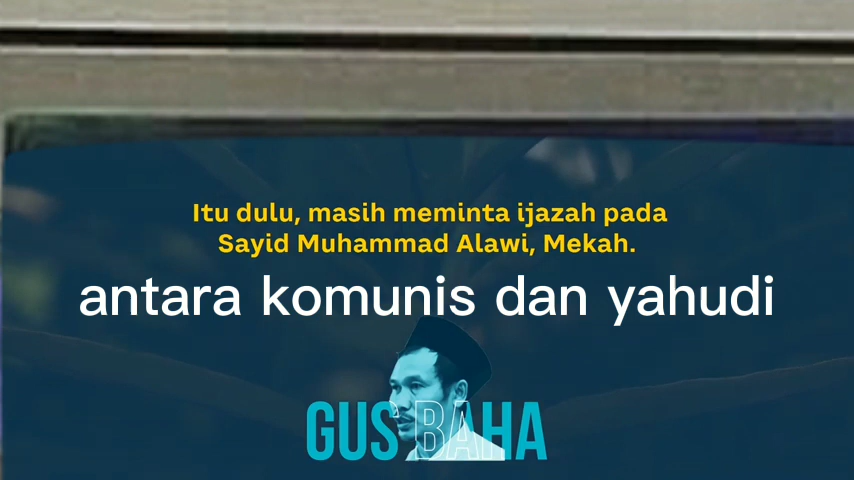 Itu dulu, masih meminta ijazah pada
Sayid Muhammad Alawi, Mekah.
antara komunis dan yahudi
GUS BAHA